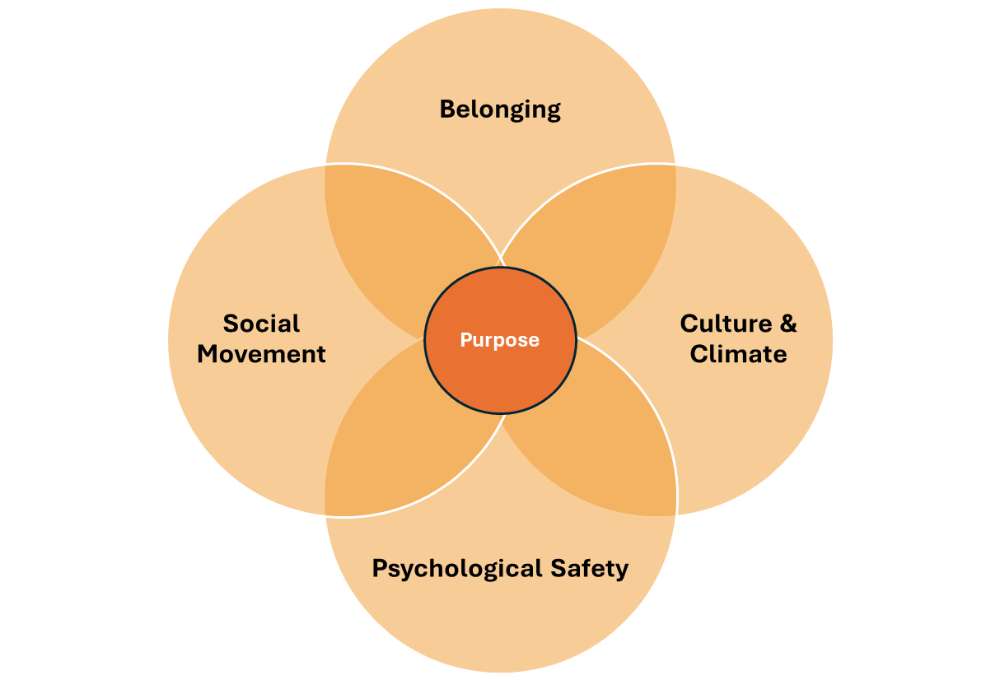 Belonging
Social
Movement
Purpose
Culture &
Climate
Psychological Safety